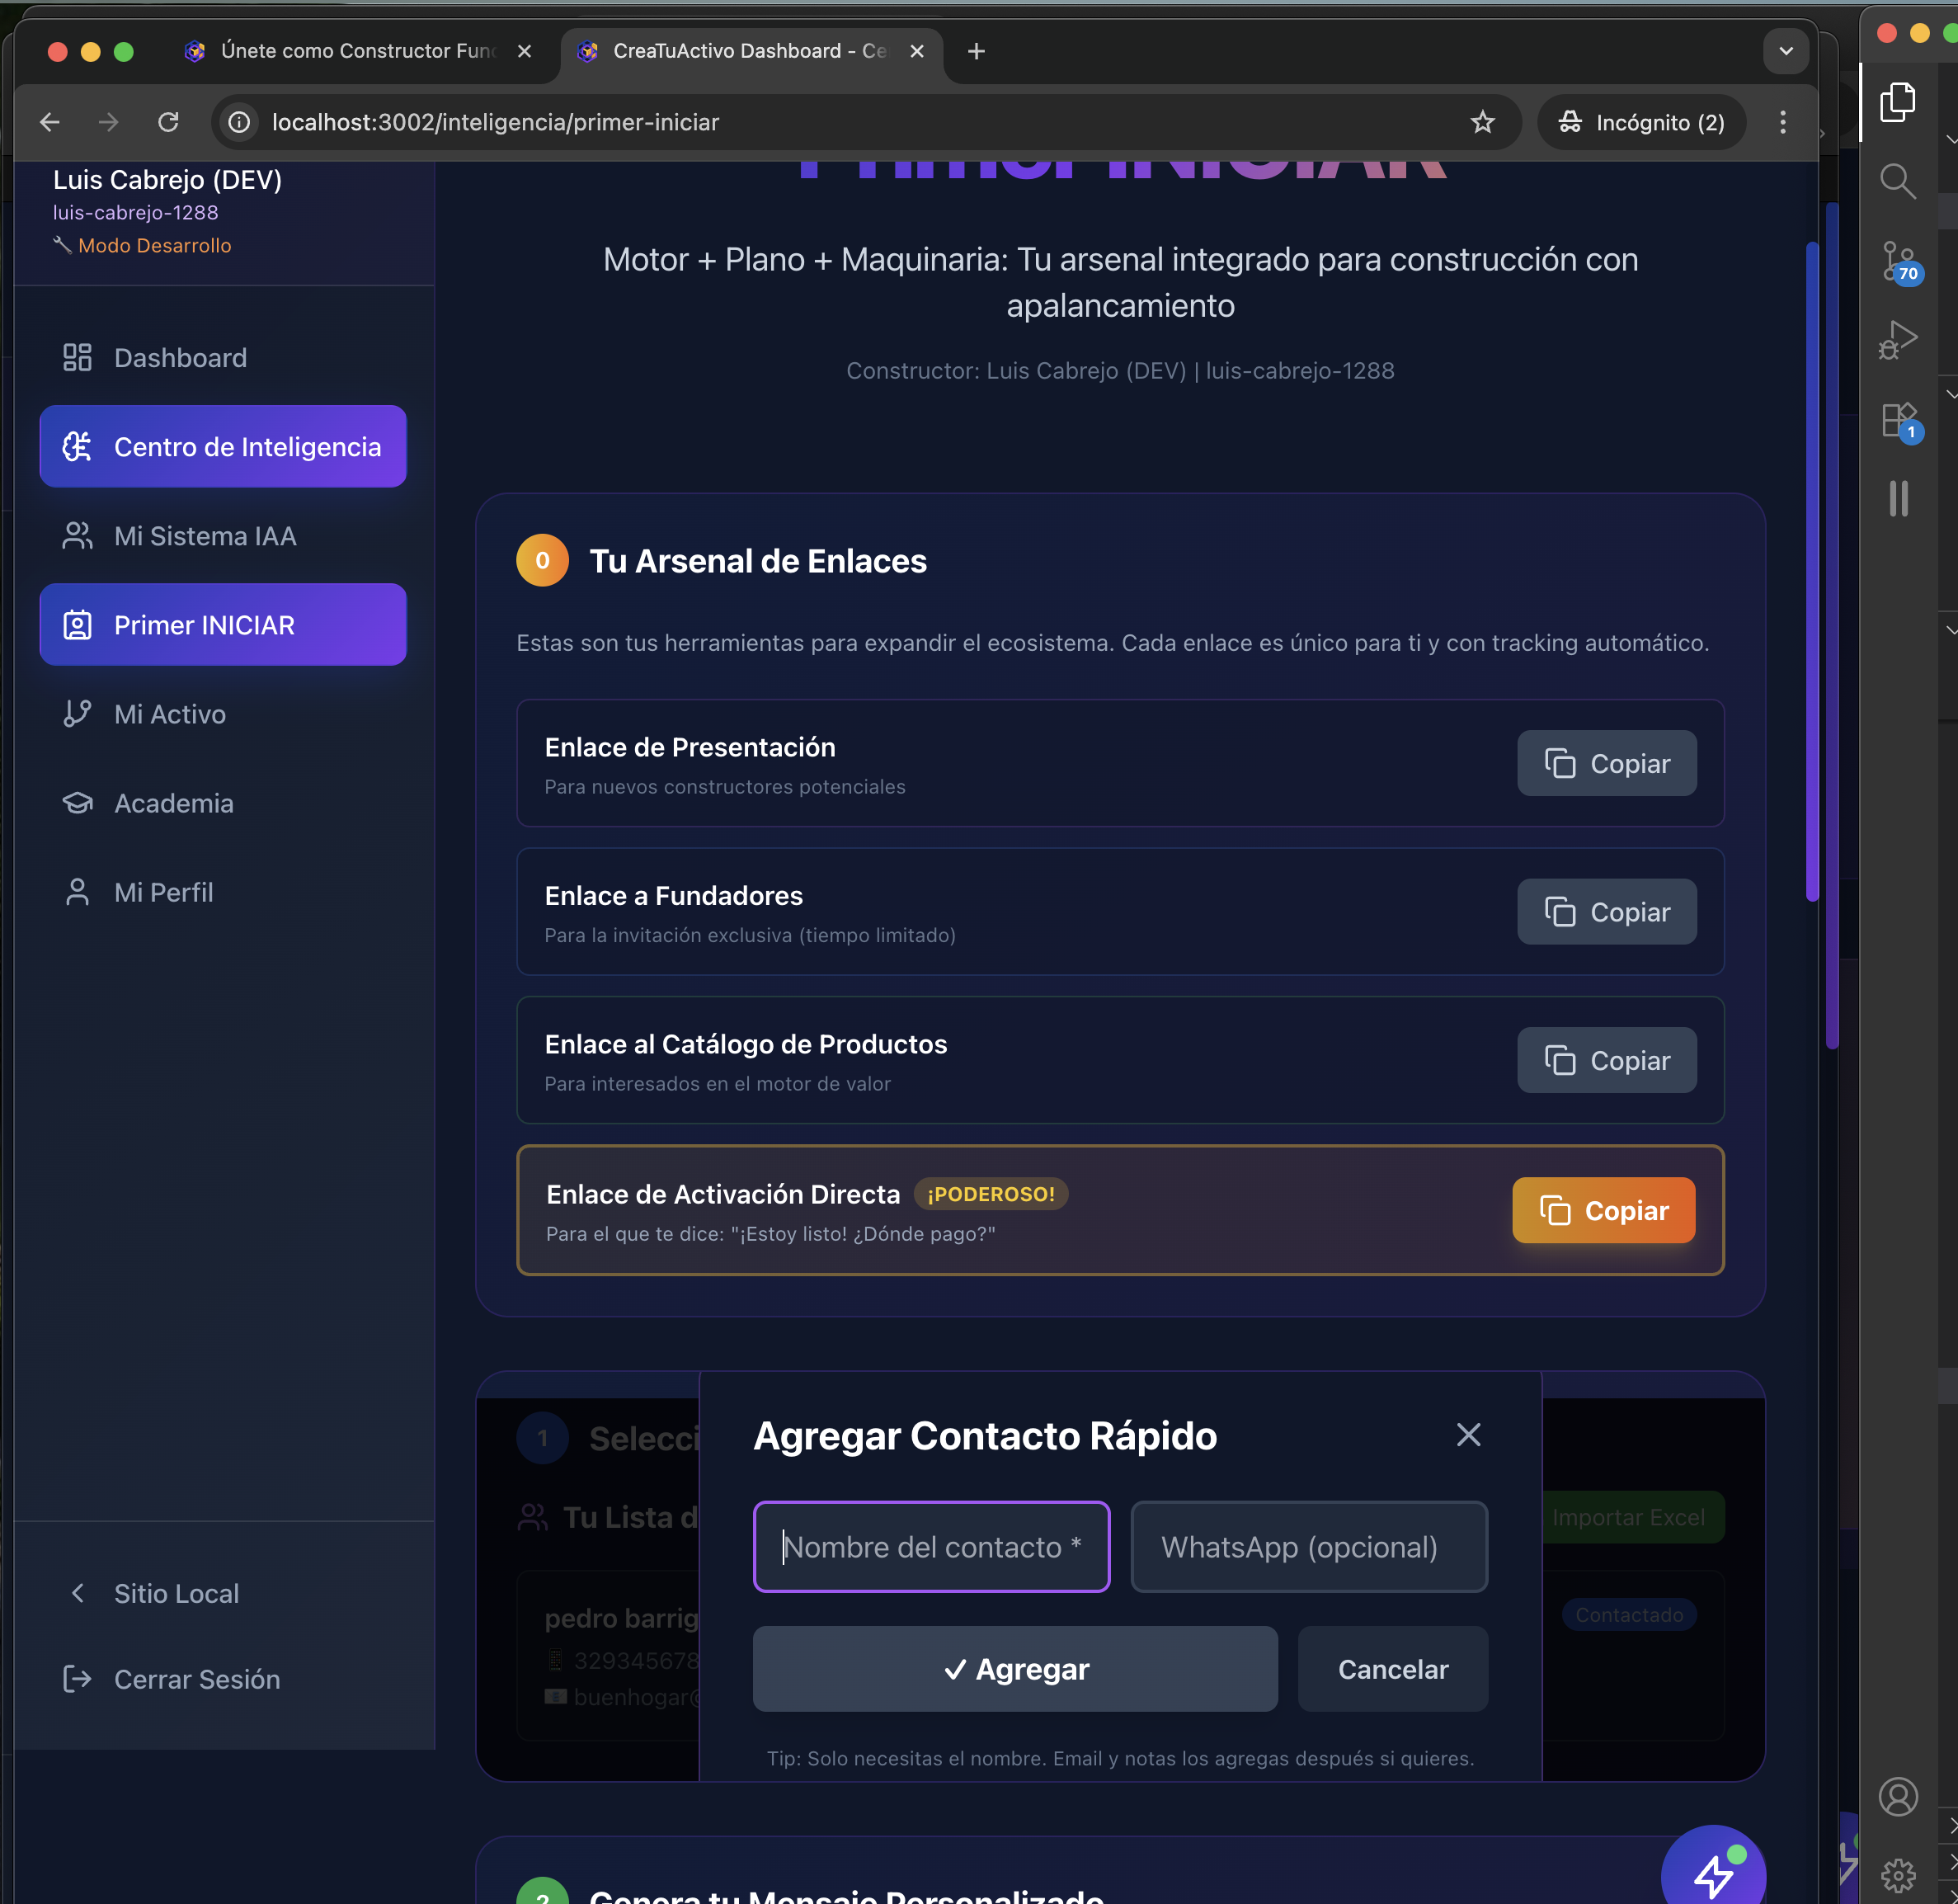 Únete como Constructor Fun
CreaTuActivo Dashboard - Ce
localhost:3002/inteligencia/primer-iniciar
Incógnito (2)
Luis Cabrejo (DEV)
luis-cabrejo-1288
Modo Desarrollo
Dashboard
Centro de Inteligencia
Mi Sistema IAA
Primer INICIAR
Mi Activo
Academia
Mi Perfil
Sitio Local
Cerrar Sesión
Primer INICIAR
Motor + Plano + Maquinaria: Tu arsenal integrado para construcción con
apalancamiento
Constructor: Luis Cabrejo (DEV) | luis-cabrejo-1288
0
Tu Arsenal de Enlaces
Estas son tus herramientas para expandir el ecosistema. Cada enlace es único para ti y con tracking automático.
Enlace de Presentación
Para nuevos constructores potenciales
Copiar
Enlace a Fundadores
Para la invitación exclusiva (tiempo limitado)
Copiar
Enlace al Catálogo de Productos
Para interesados en el motor de valor
Copiar
Enlace de Activación Directa
¡PODEROSO!
Para el que te dice: "¡Estoy listo! ¿Dónde pago?"
Copiar
1
Selecci
Tu Lista d
Importar Excel
pedro barrig
329345678
buenhogar@
Contactado
Agregar Contacto Rápido
Nombre del contacto *
WhatsApp (opcional)
✓ Agregar
Cancelar
Tip: Solo necesitas el nombre. Email y notas los agregas después si quieres.
2
Genera tu Mensaje Personalizado
70
1